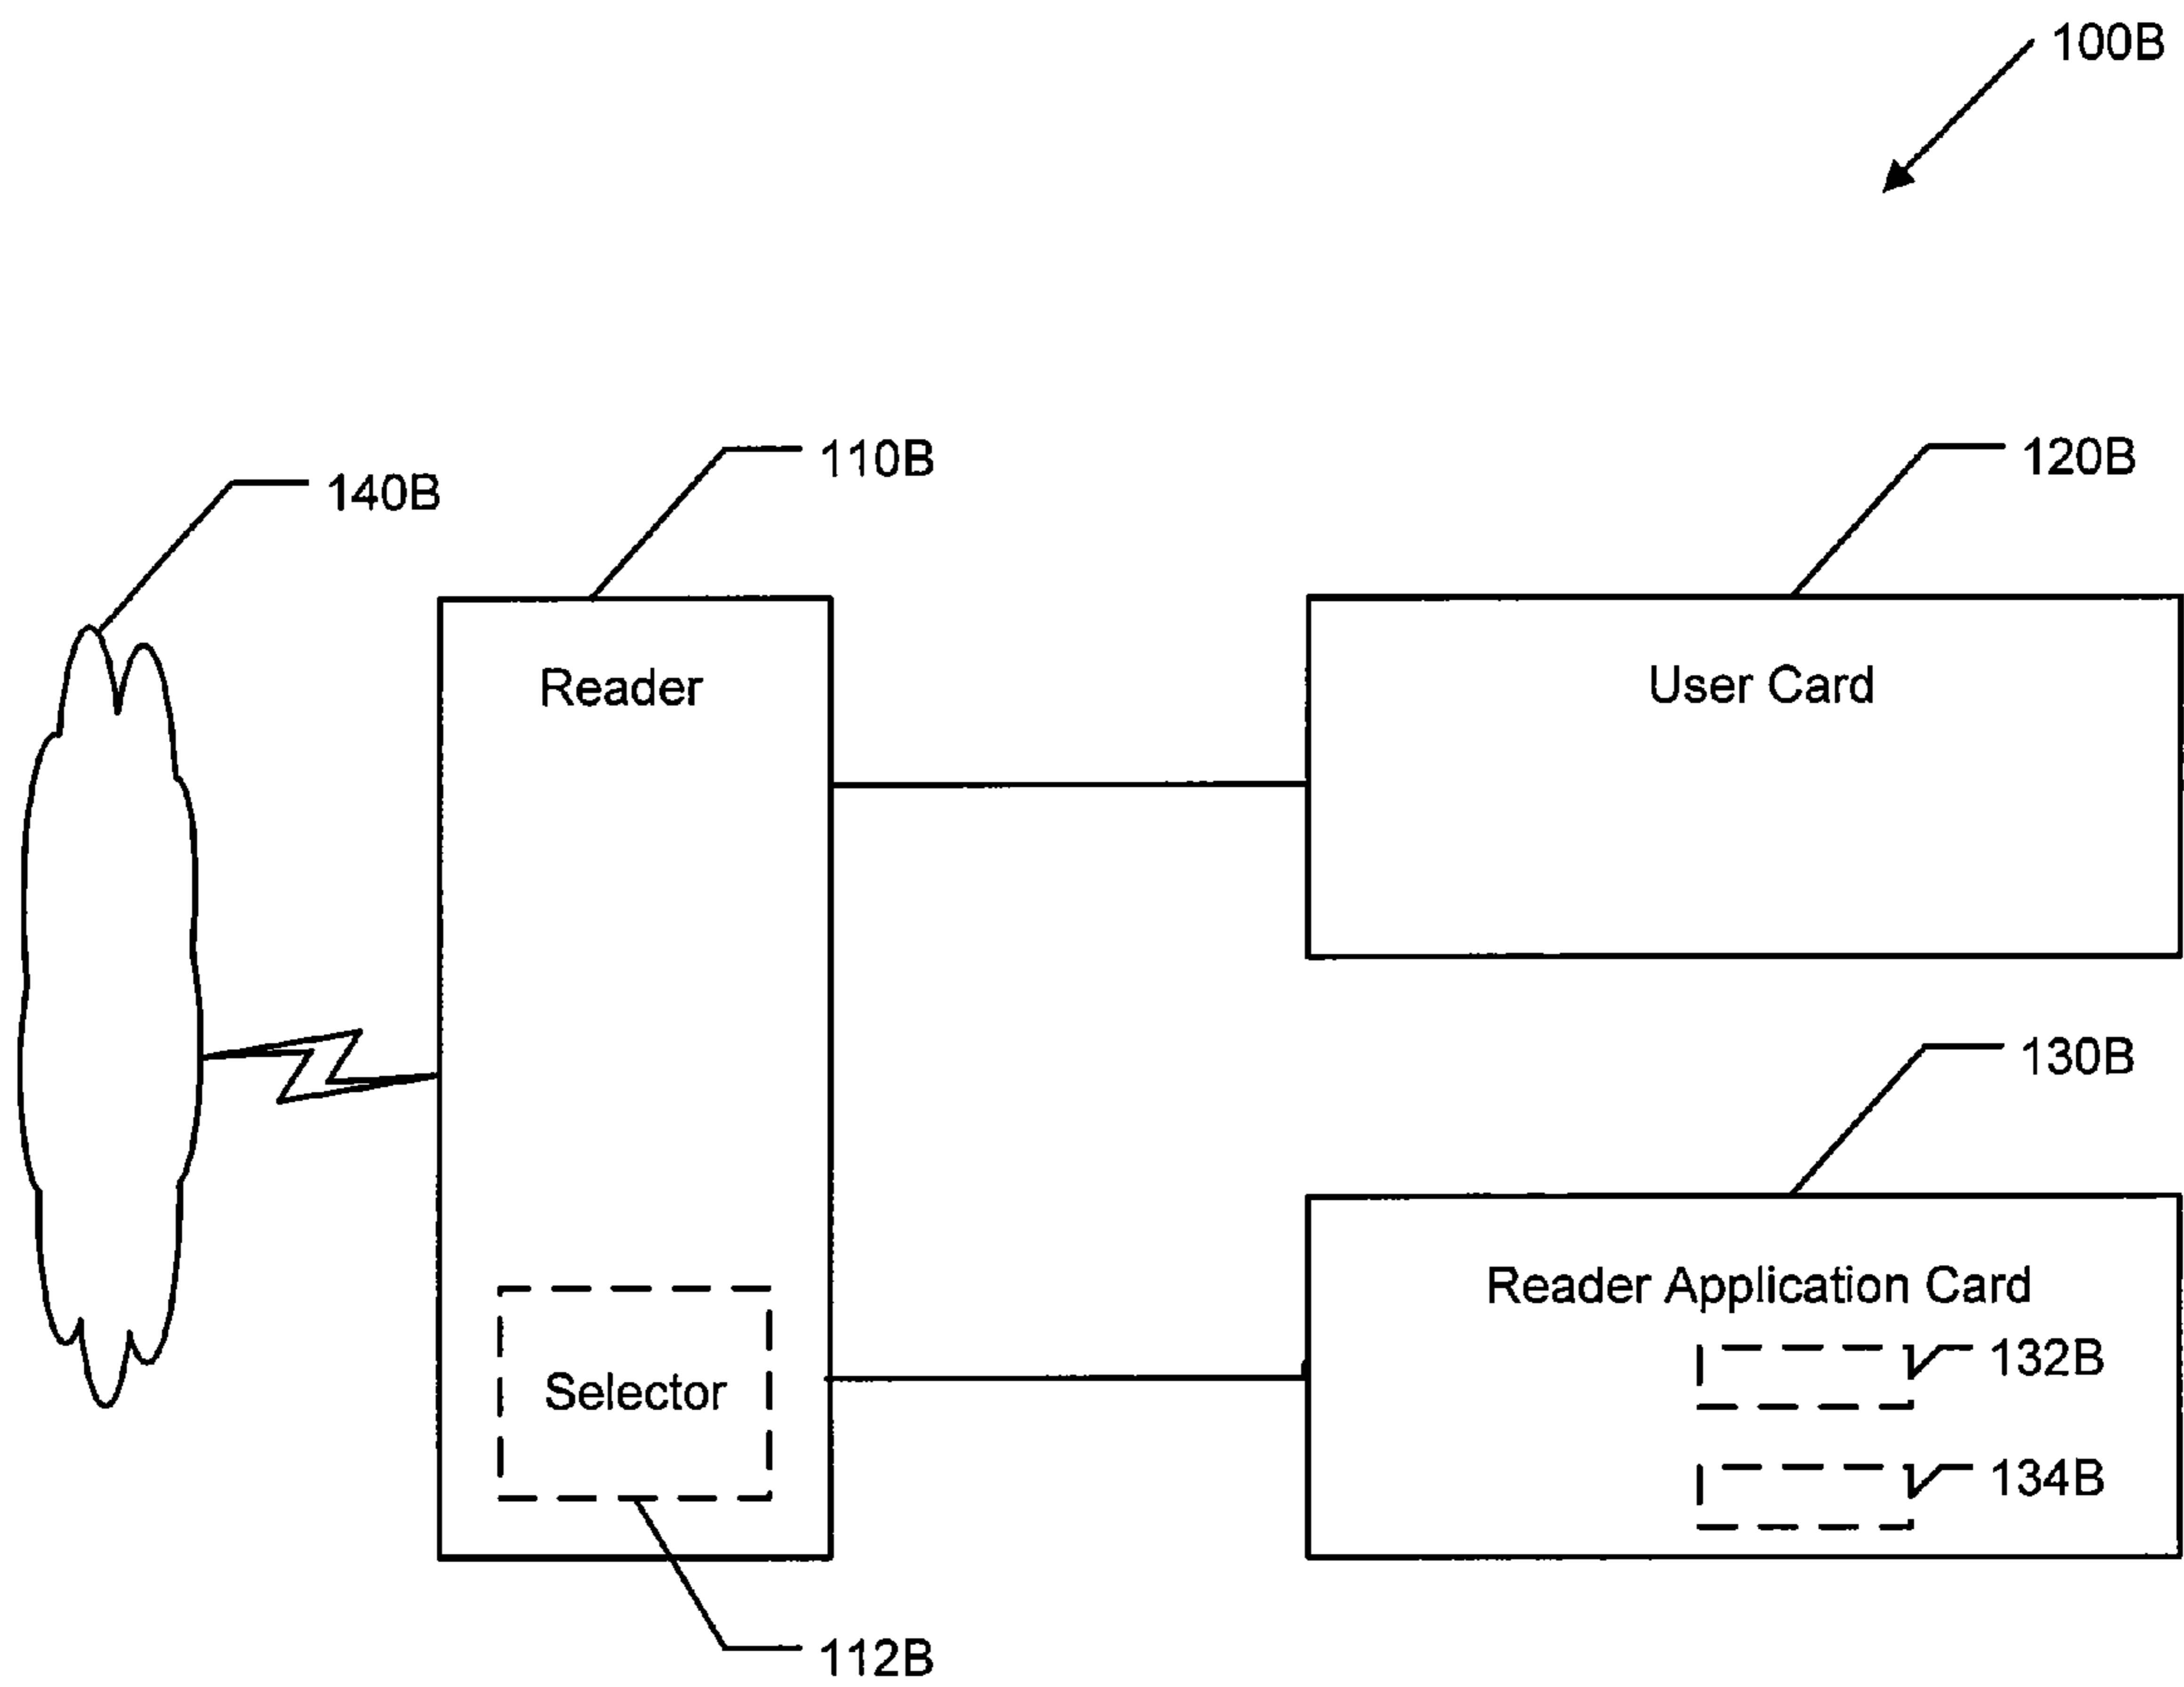 100B
110B
120B
140B
Reader
User Card
130B
Reader Application Card
132B
Selector
134B
112B